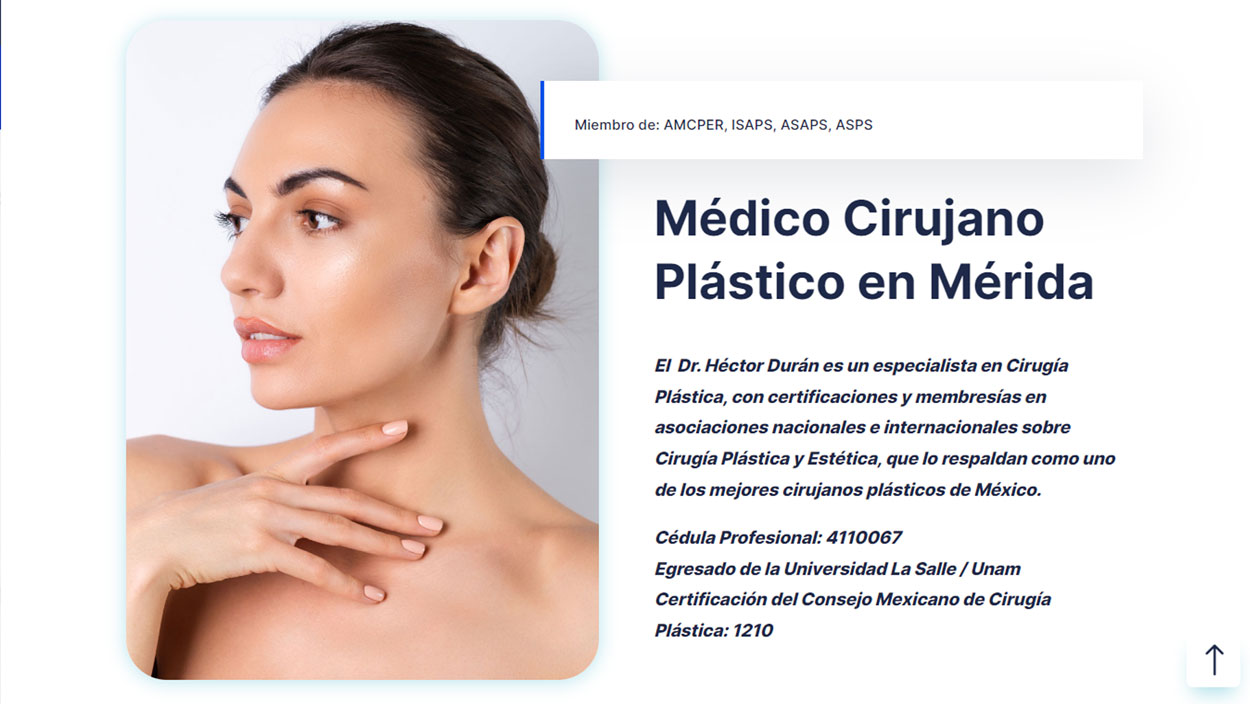 Miembro de: AMCPER, ISAPS, ASAPS, ASPS
Médico Cirujano
Plástico en Mérida
El Dr. Héctor Durán es un especialista en Cirugía
Plástica, con certificaciones y membresías en
asociaciones nacionales e internacionales sobre
Cirugía Plástica y Estética, que lo respaldan como uno
de los mejores cirujanos plásticos de México.
Cédula Profesional: 4110067
Egresado de la Universidad La Salle / Unam
Certificación del Consejo Mexicano de Cirugía
Plástica: 1210